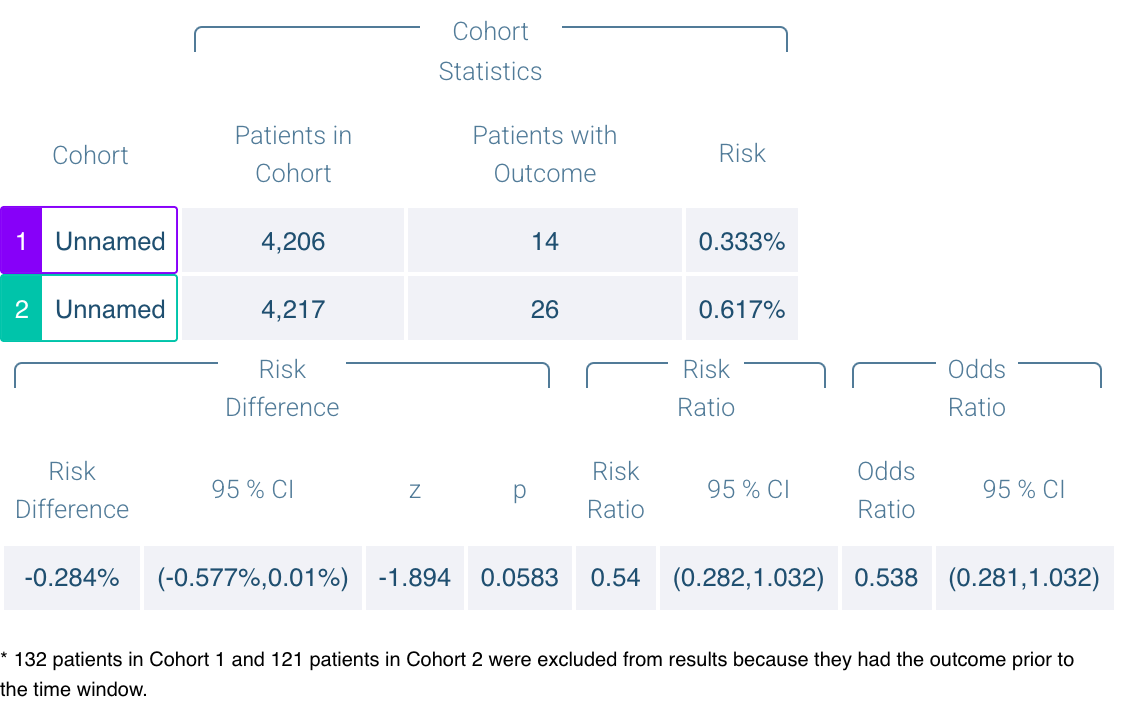 Cohort
Statistics
Cohort Patients in Cohort Patients with Outcome Risk
1 Unnamed 4,206 14 0.333%
2 Unnamed 4,217 26 0.617%
Risk Difference Risk Ratio Odds Ratio
Risk Difference 95 % CI z p Risk Ratio 95 % CI Odds Ratio 95 % CI
-0.284% (-0.577%,0.01%) -1.894 0.0583 0.54 (0.282,1.032) 0.538 (0.281,1.032)
* 132 patients in Cohort 1 and 121 patients in Cohort 2 were excluded from results because they had the outcome prior to
the time window.